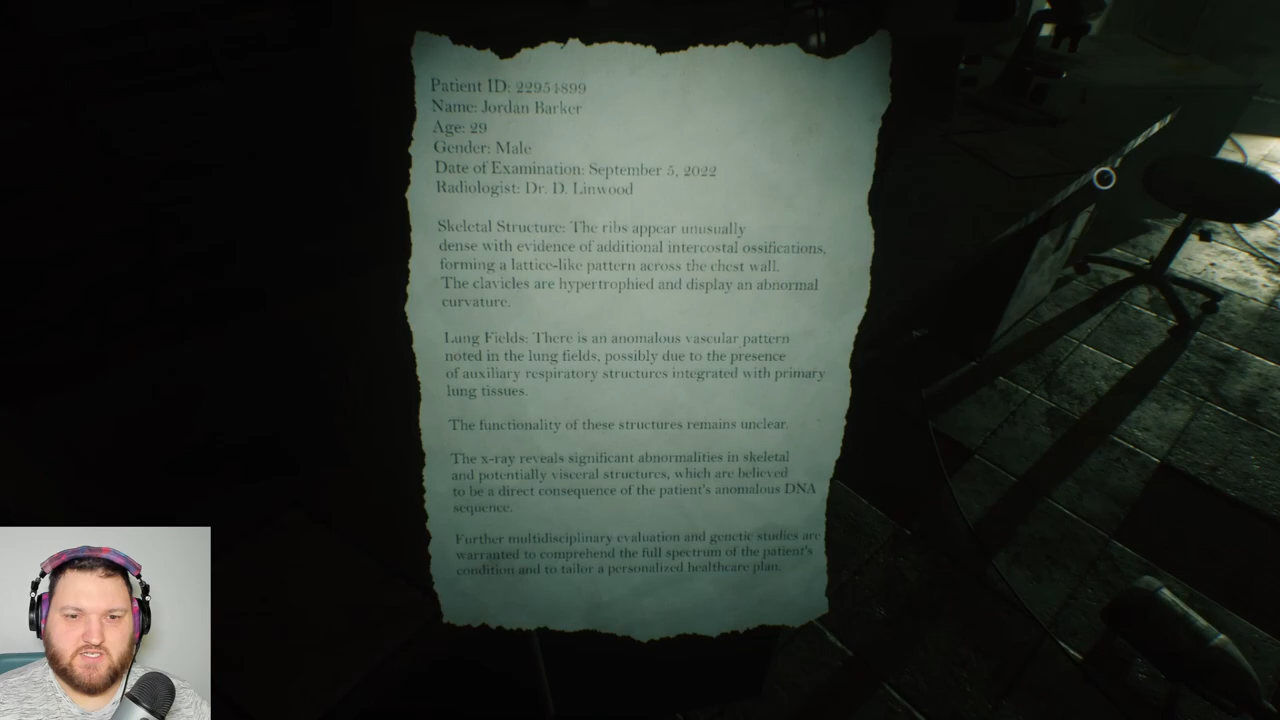 Patient ID: 22954899
Name: Jordan Barker
Age: 29
Gender: Male
Date of Examination: September 5, 2022
Radiologist: Dr. D. Linwood
Skeletal Structure: The ribs appear unusually
dense with evidence of additional intercostal ossifications,
forming a lattice-like pattern across the chest wall.
The clavicles are hypertrophied and display an abnormal
curvature.
Lung Fields: There is an anomalous vascular pattern
noted in the lung fields, possibly due to the presence
of auxiliary respiratory structures integrated with primary
lung tissues.
The functionality of these structures remains unclear.
The x-ray reveals significant abnormalities in skeletal
and potentially visceral structures, which are believed
to be a direct consequence of the patient's anomalous DNA
sequence.
Further multidisciplinary evaluation and genetic studies are
warranted to comprehend the full spectrum of the patient's
condition and to tailor a personalized healthcare plan.